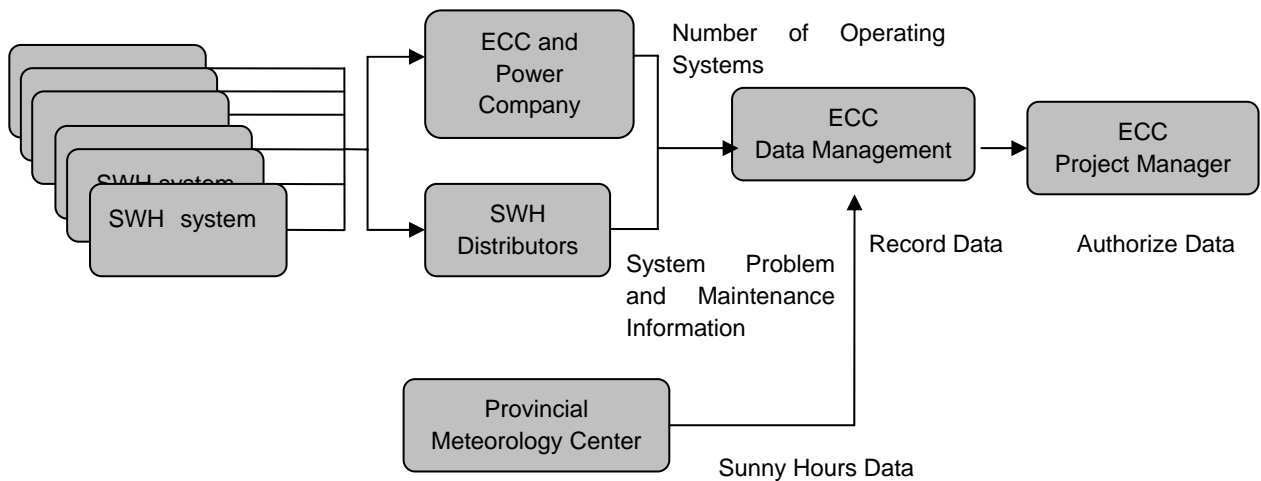 ECC and
Power
Company
Number of Operating
Systems
ECC
Data Management
ECC
Project Manager
SWH system
SWH system
SWH
Distributors
Record Data
Authorize Data
System Problem
and Maintenance
Information
Provincial
Meteorology Center
Sunny Hours Data